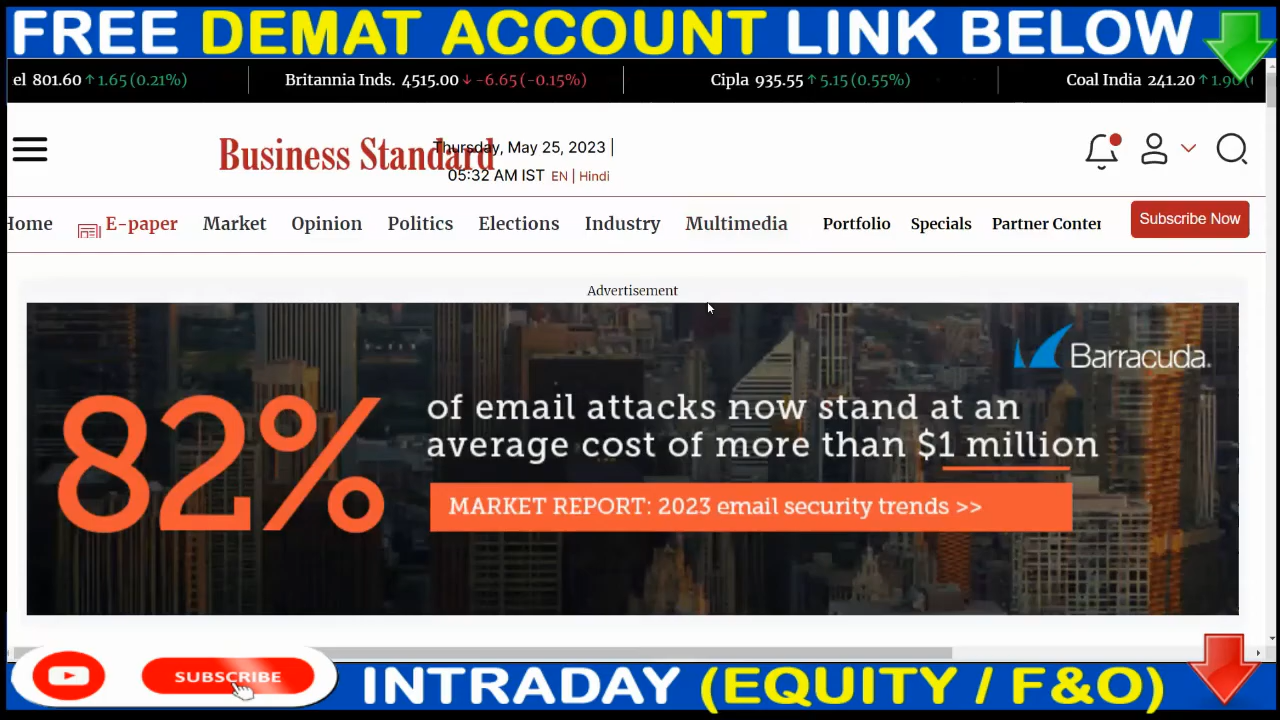 FREE DEMAT ACCOUNT LINK BELOW
el 801.60 ↑ 1.65 (0.21%) Britannia Inds. 4515.00 ↓ -6.65 (-0.15%) Cipla 935.55 ↑ 5.15 (0.55%) Coal India 241.20 ↑ 1.90
Business Standard
Thursday, May 25, 2023 |
05:32 AM IST EN | Hindi
Home E-paper Market Opinion Politics Elections Industry Multimedia Portfolio Specials Partner Conter Subscribe Now
Advertisement
Barracuda.
82%
of email attacks now stand at an
average cost of more than $1 million
MARKET REPORT: 2023 email security trends >>
SUBSCRIBE
INTRADAY (EQUITY / F&O)